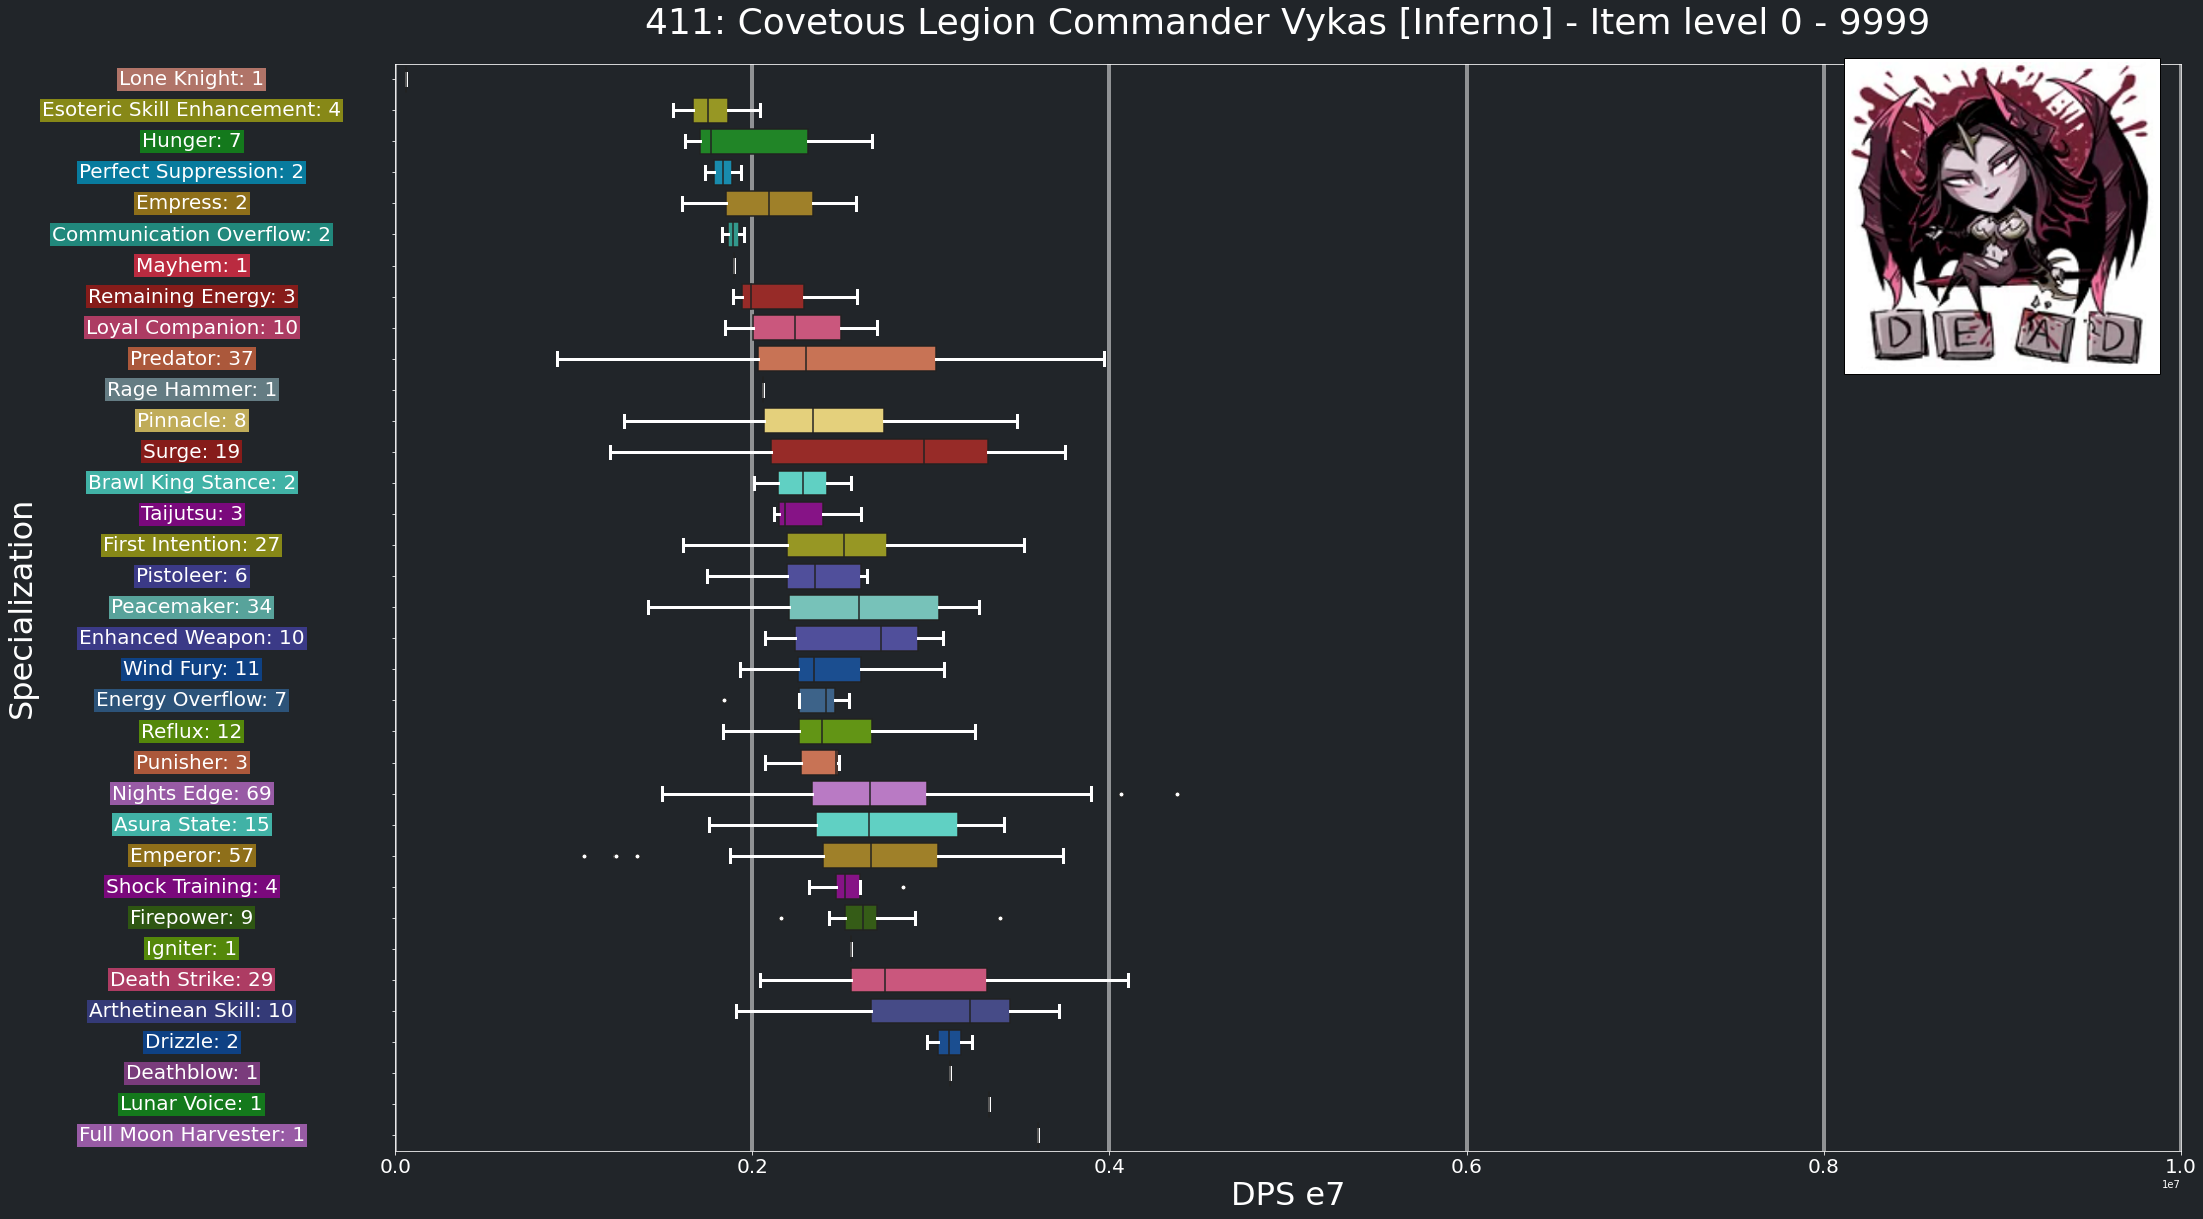 411: Covetous Legion Commander Vykas [Inferno] - Item level 0 - 9999
Lone Knight: 1
Esoteric Skill Enhancement: 4
Hunger: 7
Perfect Suppression: 2
Empress: 2
Communication Overflow: 2
Mayhem: 1
Remaining Energy: 3
Loyal Companion: 10
Predator: 37
Rage Hammer: 1
Pinnacle: 8
Surge: 19
Brawl King Stance: 2
Taijutsu: 3
First Intention: 27
Pistoleer: 6
Peacemaker: 34
Enhanced Weapon: 10
Wind Fury: 11
Energy Overflow: 7
Reflux: 12
Punisher: 3
Nights Edge: 69
Asura State: 15
Emperor: 57
Shock Training: 4
Firepower: 9
Igniter: 1
Death Strike: 29
Arthetinean Skill: 10
Drizzle: 2
Deathblow: 1
Lunar Voice: 1
Full Moon Harvester: 1
Specialization
D E A D
0.0 0.2 0.4 0.6 0.8 1.0
1e7
DPS e7